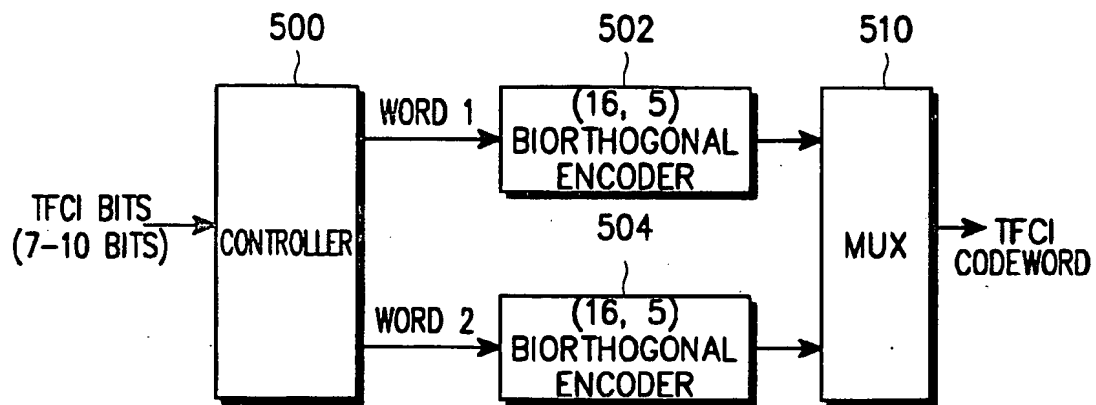 500
502
510
WORD 1
(16, 5)
BIORTHOGONAL
ENCODER
TFCI BITS
(7-10 BITS)
CONTROLLER
504
MUX
TFCI
CODEWORD
WORD 2
(16, 5)
BIORTHOGONAL
ENCODER